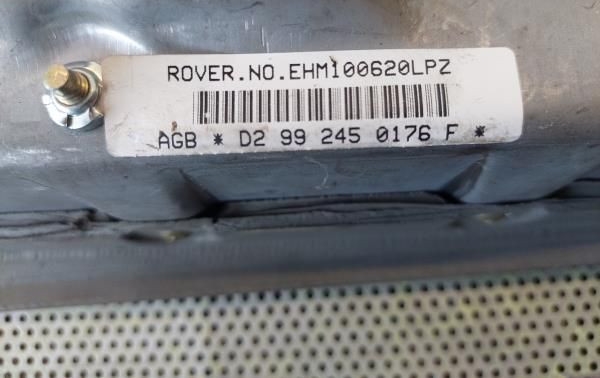 ROVER.NO.EHM100620LPZ
AGB * D2 99 245 0176 F *